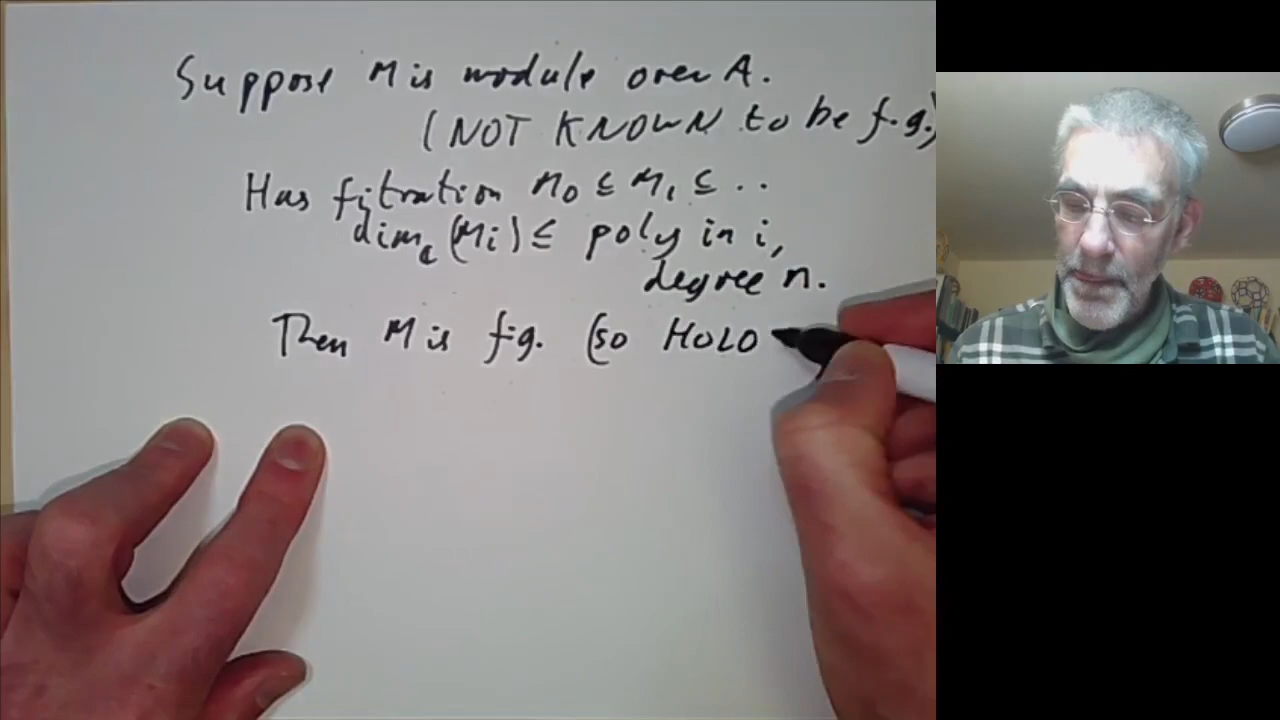 Suppose M is module over A.
(NOT KNOWN to be f.g.)
Has filtration M₀ ≤ M₁ ≤ ..
dim_C (Mᵢ) ≤ poly in i,
degree n.
Then M is f.g. (so HOLO